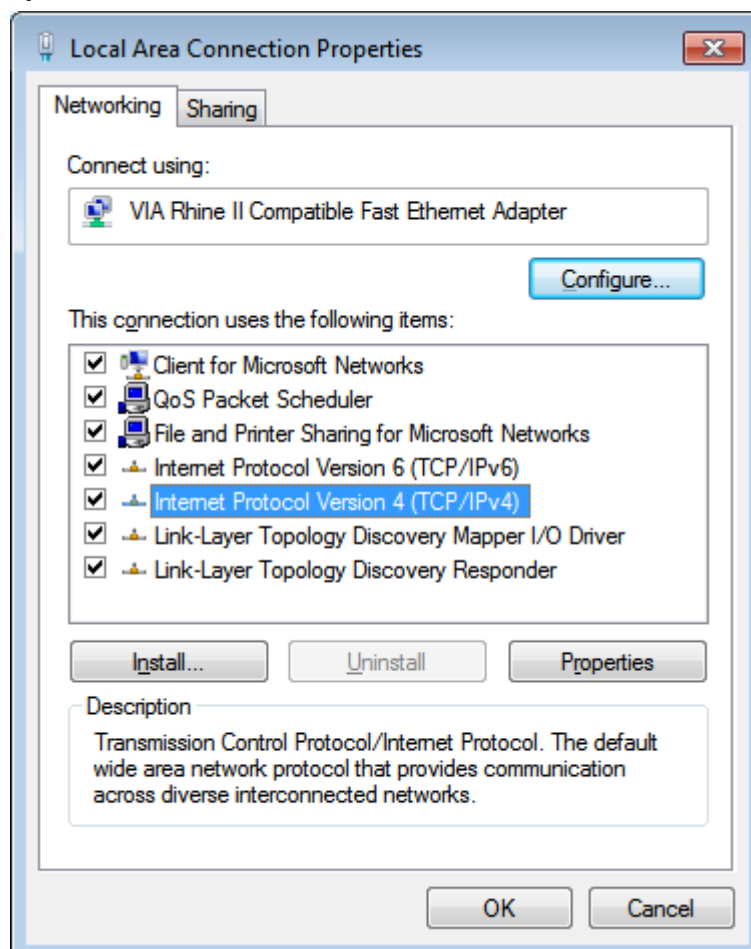 Local Area Connection Properties
Networking
Sharing
Connect using:
VIA Rhine II Compatible Fast Ethernet Adapter
Configure...
This connection uses the following items:
Client for Microsoft Networks
QoS Packet Scheduler
File and Printer Sharing for Microsoft Networks
Internet Protocol Version 6 (TCP/IPv6)
Internet Protocol Version 4 (TCP/IPv4)
Link-Layer Topology Discovery Mapper I/O Driver
Link-Layer Topology Discovery Responder
Install...
Uninstall
Properties
Description
Transmission Control Protocol/Internet Protocol. The default
wide area network protocol that provides communication
across diverse interconnected networks.
OK
Cancel